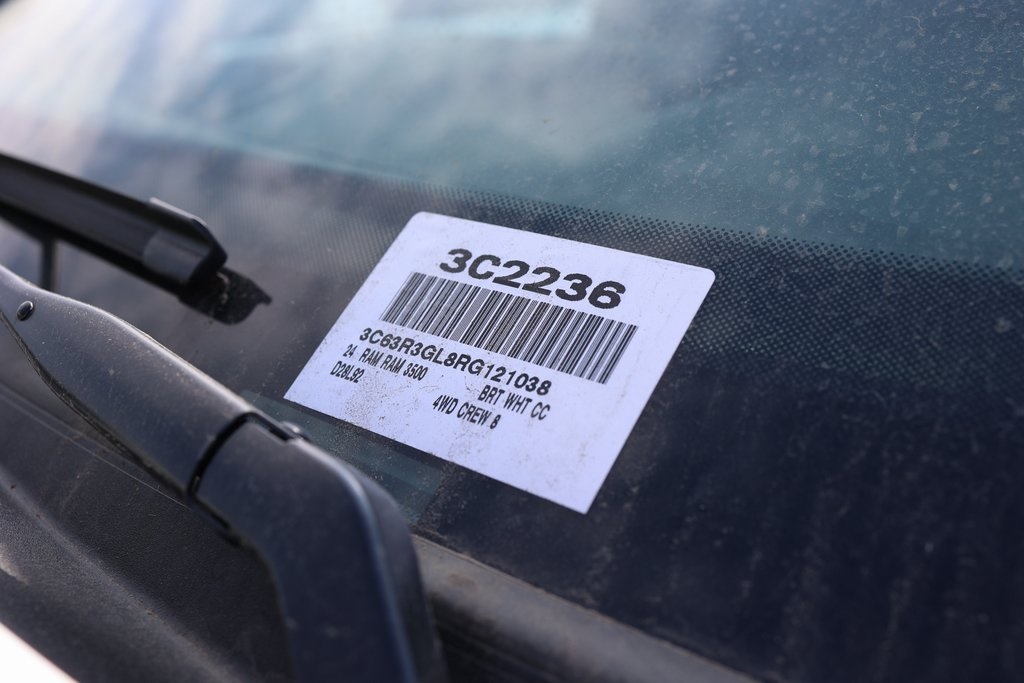 3C2236
3C63R3GL8RG121038
24 RAM RAM 3500 BRT WHT CC
D28L92 4WD CREW 8